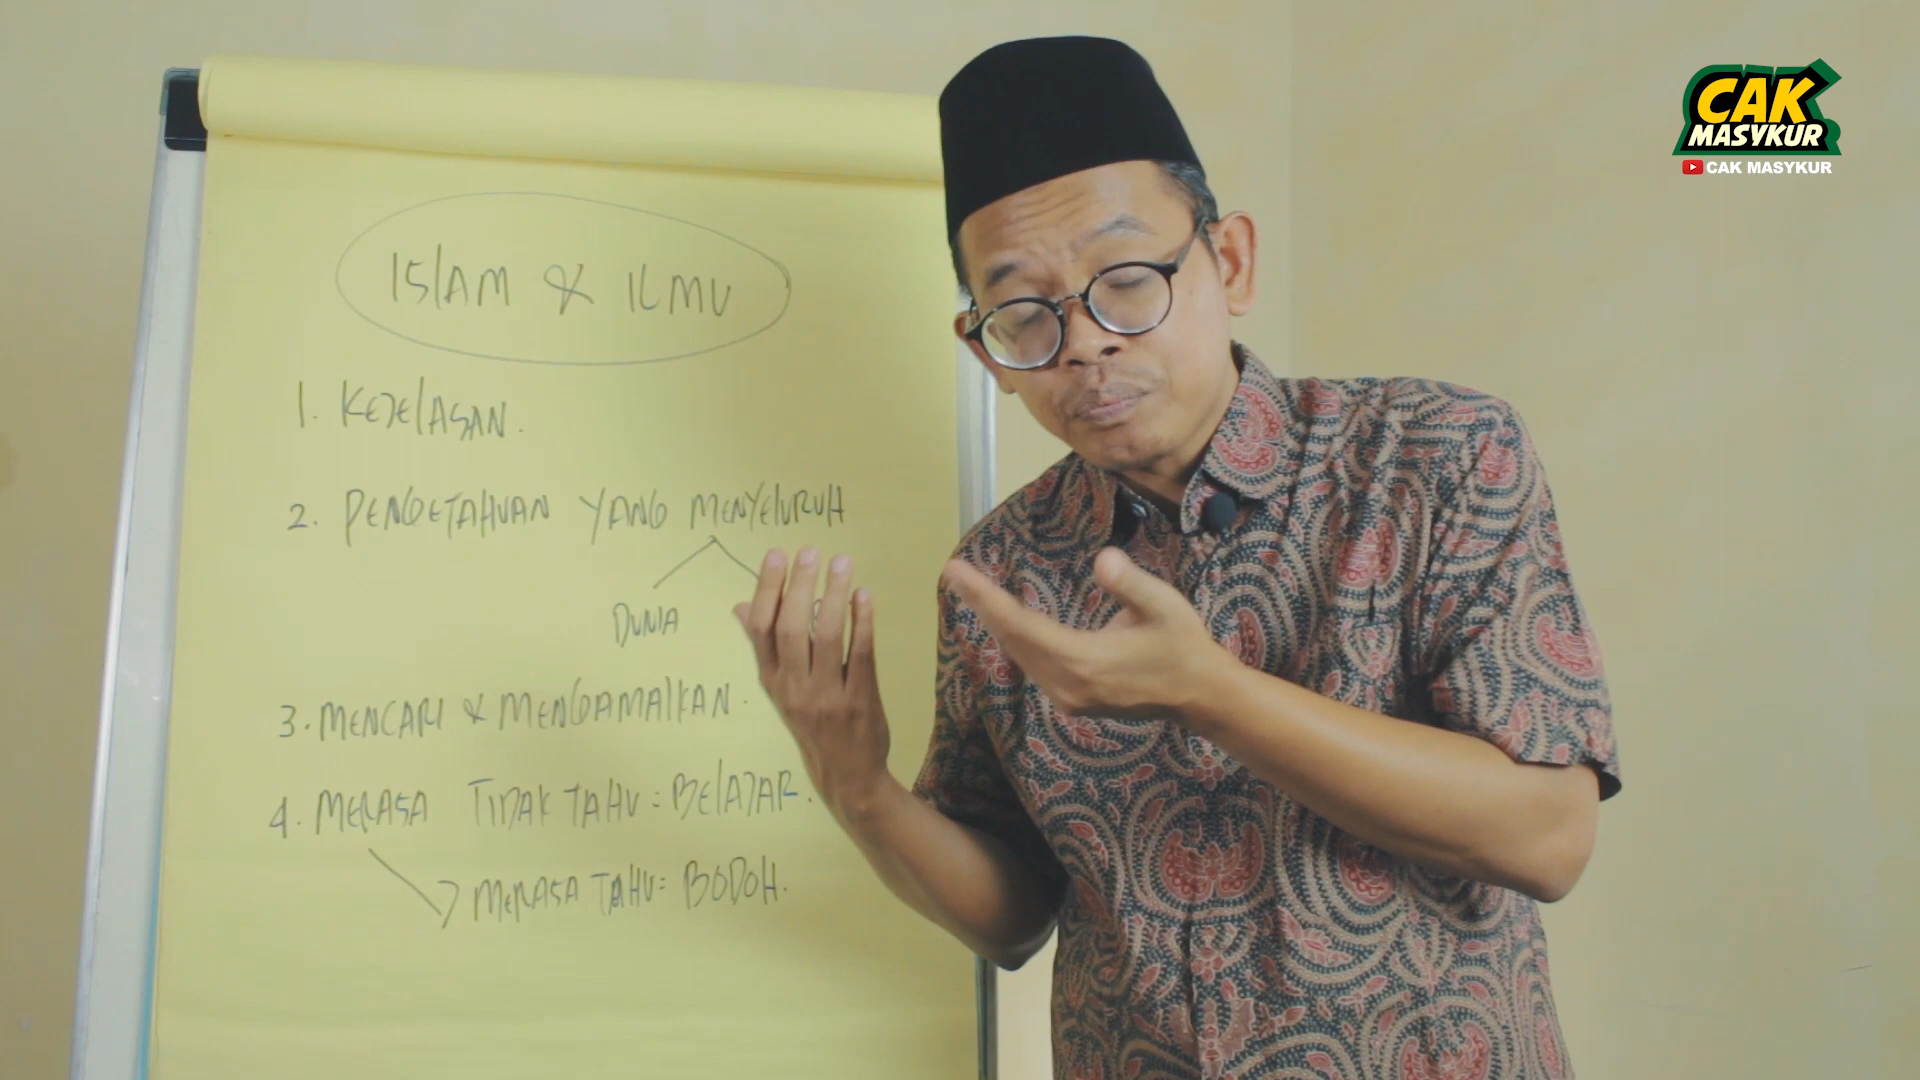 CAK
MASYKUR
CAK MASYKUR
ISLAM & ILMU
1. KEJELASAN.
2. PENGETAHUAN YANG MENYELURUH
DUNIA
3. MENCARI & MENGAMALKAN.
4. MERASA TIDAK TAHU = BELAJAR.
MERASA TAHU = BODOH.